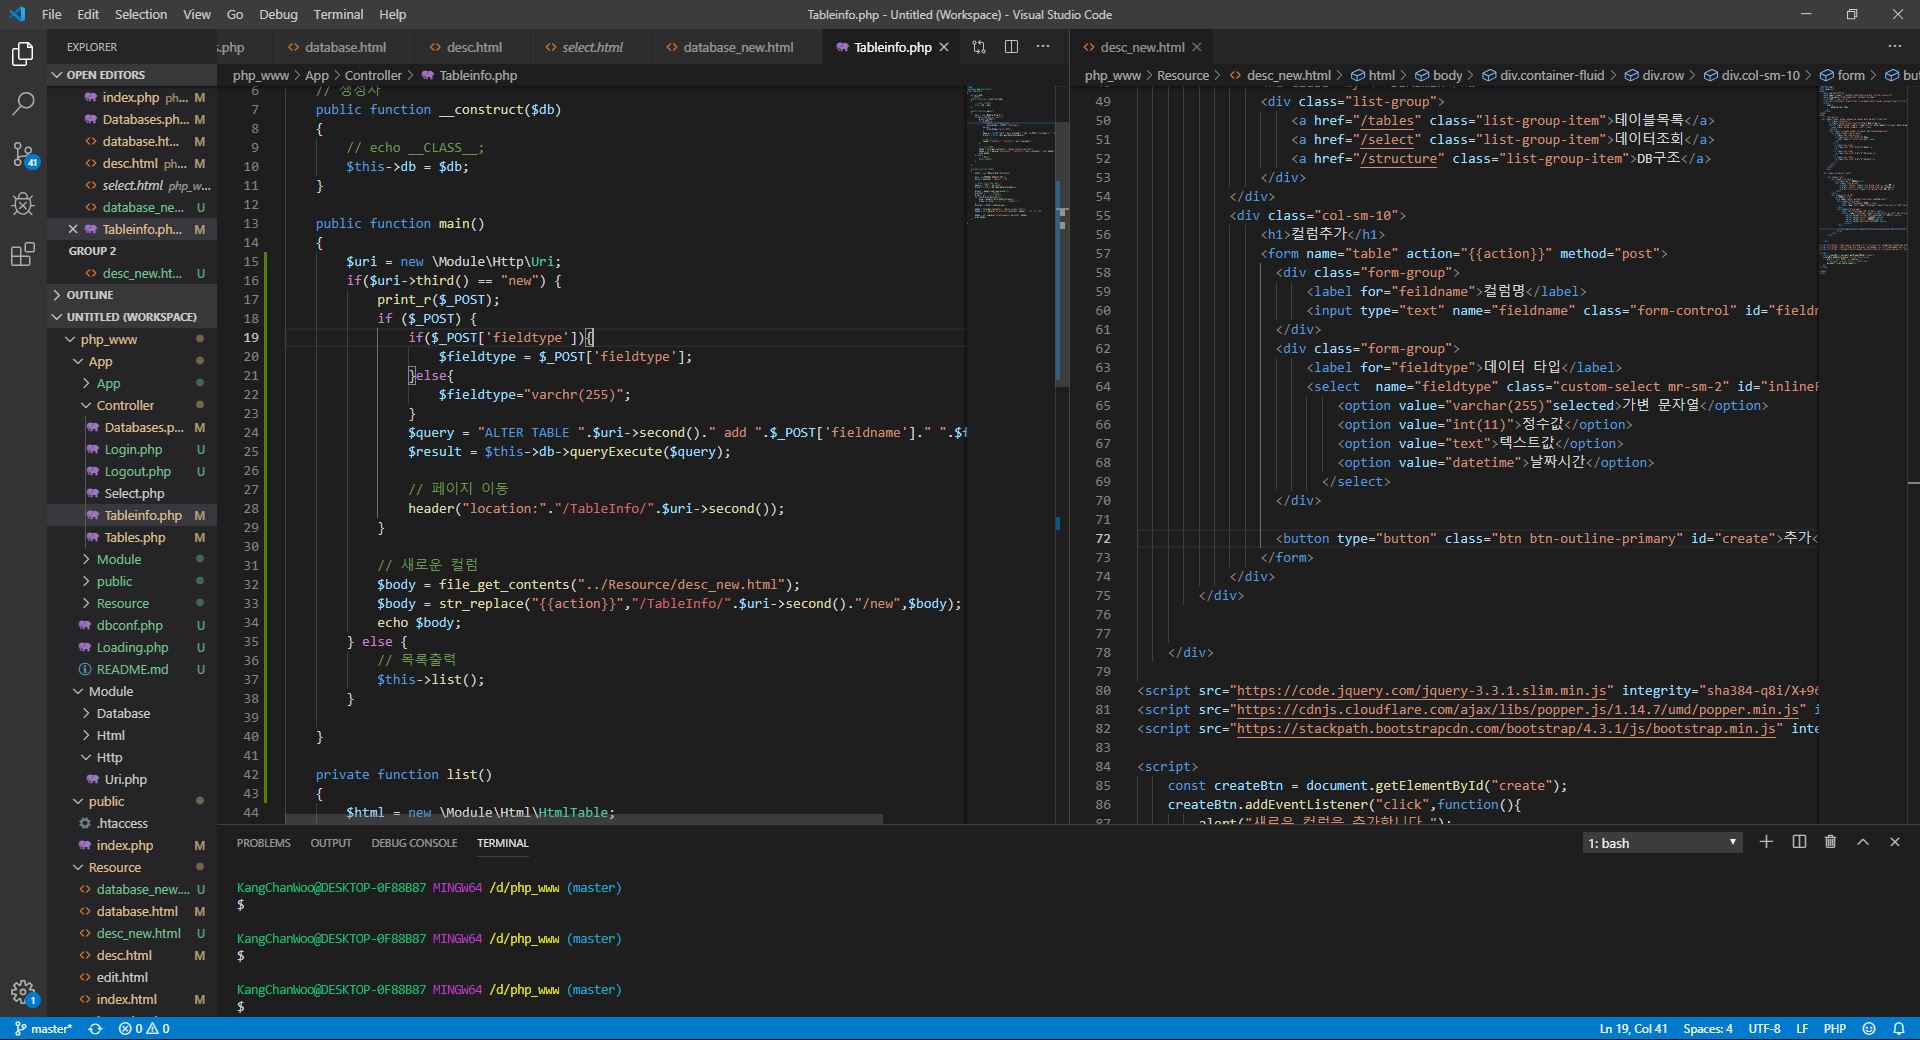 File Edit Selection View Go Debug Terminal Help
Tableinfo.php - Untitled (Workspace) - Visual Studio Code
EXPLORER
OPEN EDITORS
index.php ph... M
Databases.ph... M
database.ht... M
desc.html php... M
select.html php_w...
database_ne... U
Tableinfo.ph... M
GROUP 2
desc_new.ht... U
OUTLINE
UNTITLED (WORKSPACE)
php_www
App
App
Controller
Databases.p... M
Login.php U
Logout.php U
Select.php
Tableinfo.php M
Tables.php M
Module
public
Resource
dbconf.php U
Loading.php U
README.md U
Module
Database
Html
Http
Uri.php
public
.htaccess
index.php M
Resource
database_new.... U
database.html M
desc_new.html U
desc.html M
edit.html
index.html M
41
1
s.php database.html desc.html select.html database_new.html Tableinfo.php
php_www > App > Controller > Tableinfo.php
6 // 생성자
7 public function __construct($db)
8 {
9 // echo __CLASS__;
10 $this->db = $db;
11 }
12
13 public function main()
14 {
15 $uri = new \Module\Http\Uri;
16 if($uri->third() == "new") {
17 print_r($_POST);
18 if ($_POST) {
19 if($_POST['fieldtype']){
20 $fieldtype = $_POST['fieldtype'];
21 }else{
22 $fieldtype="varchr(255)";
23 }
24 $query = "ALTER TABLE ".$uri->second()." add ".$_POST['fieldname']." ".$f
25 $result = $this->db->queryExecute($query);
26
27 // 페이지 이동
28 header("location:"."/TableInfo/".$uri->second());
29 }
30
31 // 새로운 컬럼
32 $body = file_get_contents("../Resource/desc_new.html");
33 $body = str_replace("{{action}}","/TableInfo/".$uri->second()."/new",$body);
34 echo $body;
35 } else {
36 // 목록출력
37 $this->list();
38 }
39
40 }
41
42 private function list()
43 {
44 $html = new \Module\Html\HtmlTable;
desc_new.html
php_www > Resource > desc_new.html > html > body > div.container-fluid > div.row > div.col-sm-10 > form > but
49 <div class="list-group">
50 <a href="/tables" class="list-group-item">테이블목록</a>
51 <a href="/select" class="list-group-item">데이터조회</a>
52 <a href="/structure" class="list-group-item">DB구조</a>
53 </div>
54 </div>
55 <div class="col-sm-10">
56 <h1>컬럼추가</h1>
57 <form name="table" action="{{action}}" method="post">
58 <div class="form-group">
59 <label for="feildname">컬럼명</label>
60 <input type="text" name="fieldname" class="form-control" id="fieldn
61 </div>
62 <div class="form-group">
63 <label for="fieldtype">데이터 타입</label>
64 <select name="fieldtype" class="custom-select mr-sm-2" id="inlineF
65 <option value="varchar(255)"selected>가변 문자열</option>
66 <option value="int(11)">정수값</option>
67 <option value="text">텍스트값</option>
68 <option value="datetime">날짜시간</option>
69 </select>
70 </div>
71
72 <button type="button" class="btn btn-outline-primary" id="create">추가<
73 </form>
74 </div>
75 </div>
76
77
78 </div>
79
80 <script src="https://code.jquery.com/jquery-3.3.1.slim.min.js" integrity="sha384-q8i/X+96
81 <script src="https://cdnjs.cloudflare.com/ajax/libs/popper.js/1.14.7/umd/popper.min.js" i
82 <script src="https://stackpath.bootstrapcdn.com/bootstrap/4.3.1/js/bootstrap.min.js" inte
83
84 <script>
85 const createBtn = document.getElementById("create");
86 createBtn.addEventListener("click",function(){
87 alert("새로운 컬럼을 추가합니다.");
PROBLEMS OUTPUT DEBUG CONSOLE TERMINAL
1: bash
KangChanWoo@DESKTOP-0F88B87 MINGW64 /d/php_www (master)
$
KangChanWoo@DESKTOP-0F88B87 MINGW64 /d/php_www (master)
$
KangChanWoo@DESKTOP-0F88B87 MINGW64 /d/php_www (master)
$
master* 0 0
Ln 19, Col 41 Spaces: 4 UTF-8 LF PHP